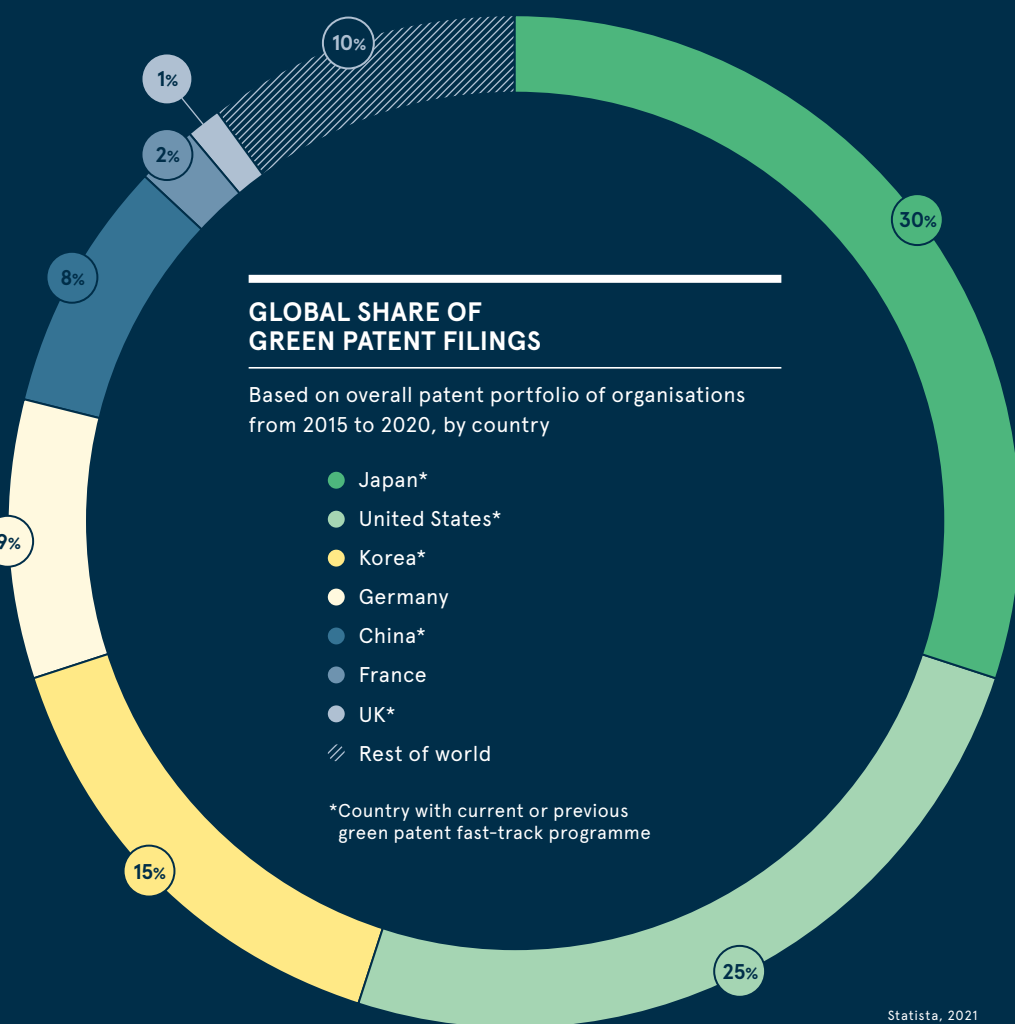 10%
1%
2%
30%
8%
GLOBAL SHARE OF
GREEN PATENT FILINGS
Based on overall patent portfolio of organisations
from 2015 to 2020, by country
Japan*
United States*
Korea*
9%
Germany
China*
France
UK*
Rest of world
*Country with current or previous
green patent fast-track programme
15%
25%
Statista, 2021